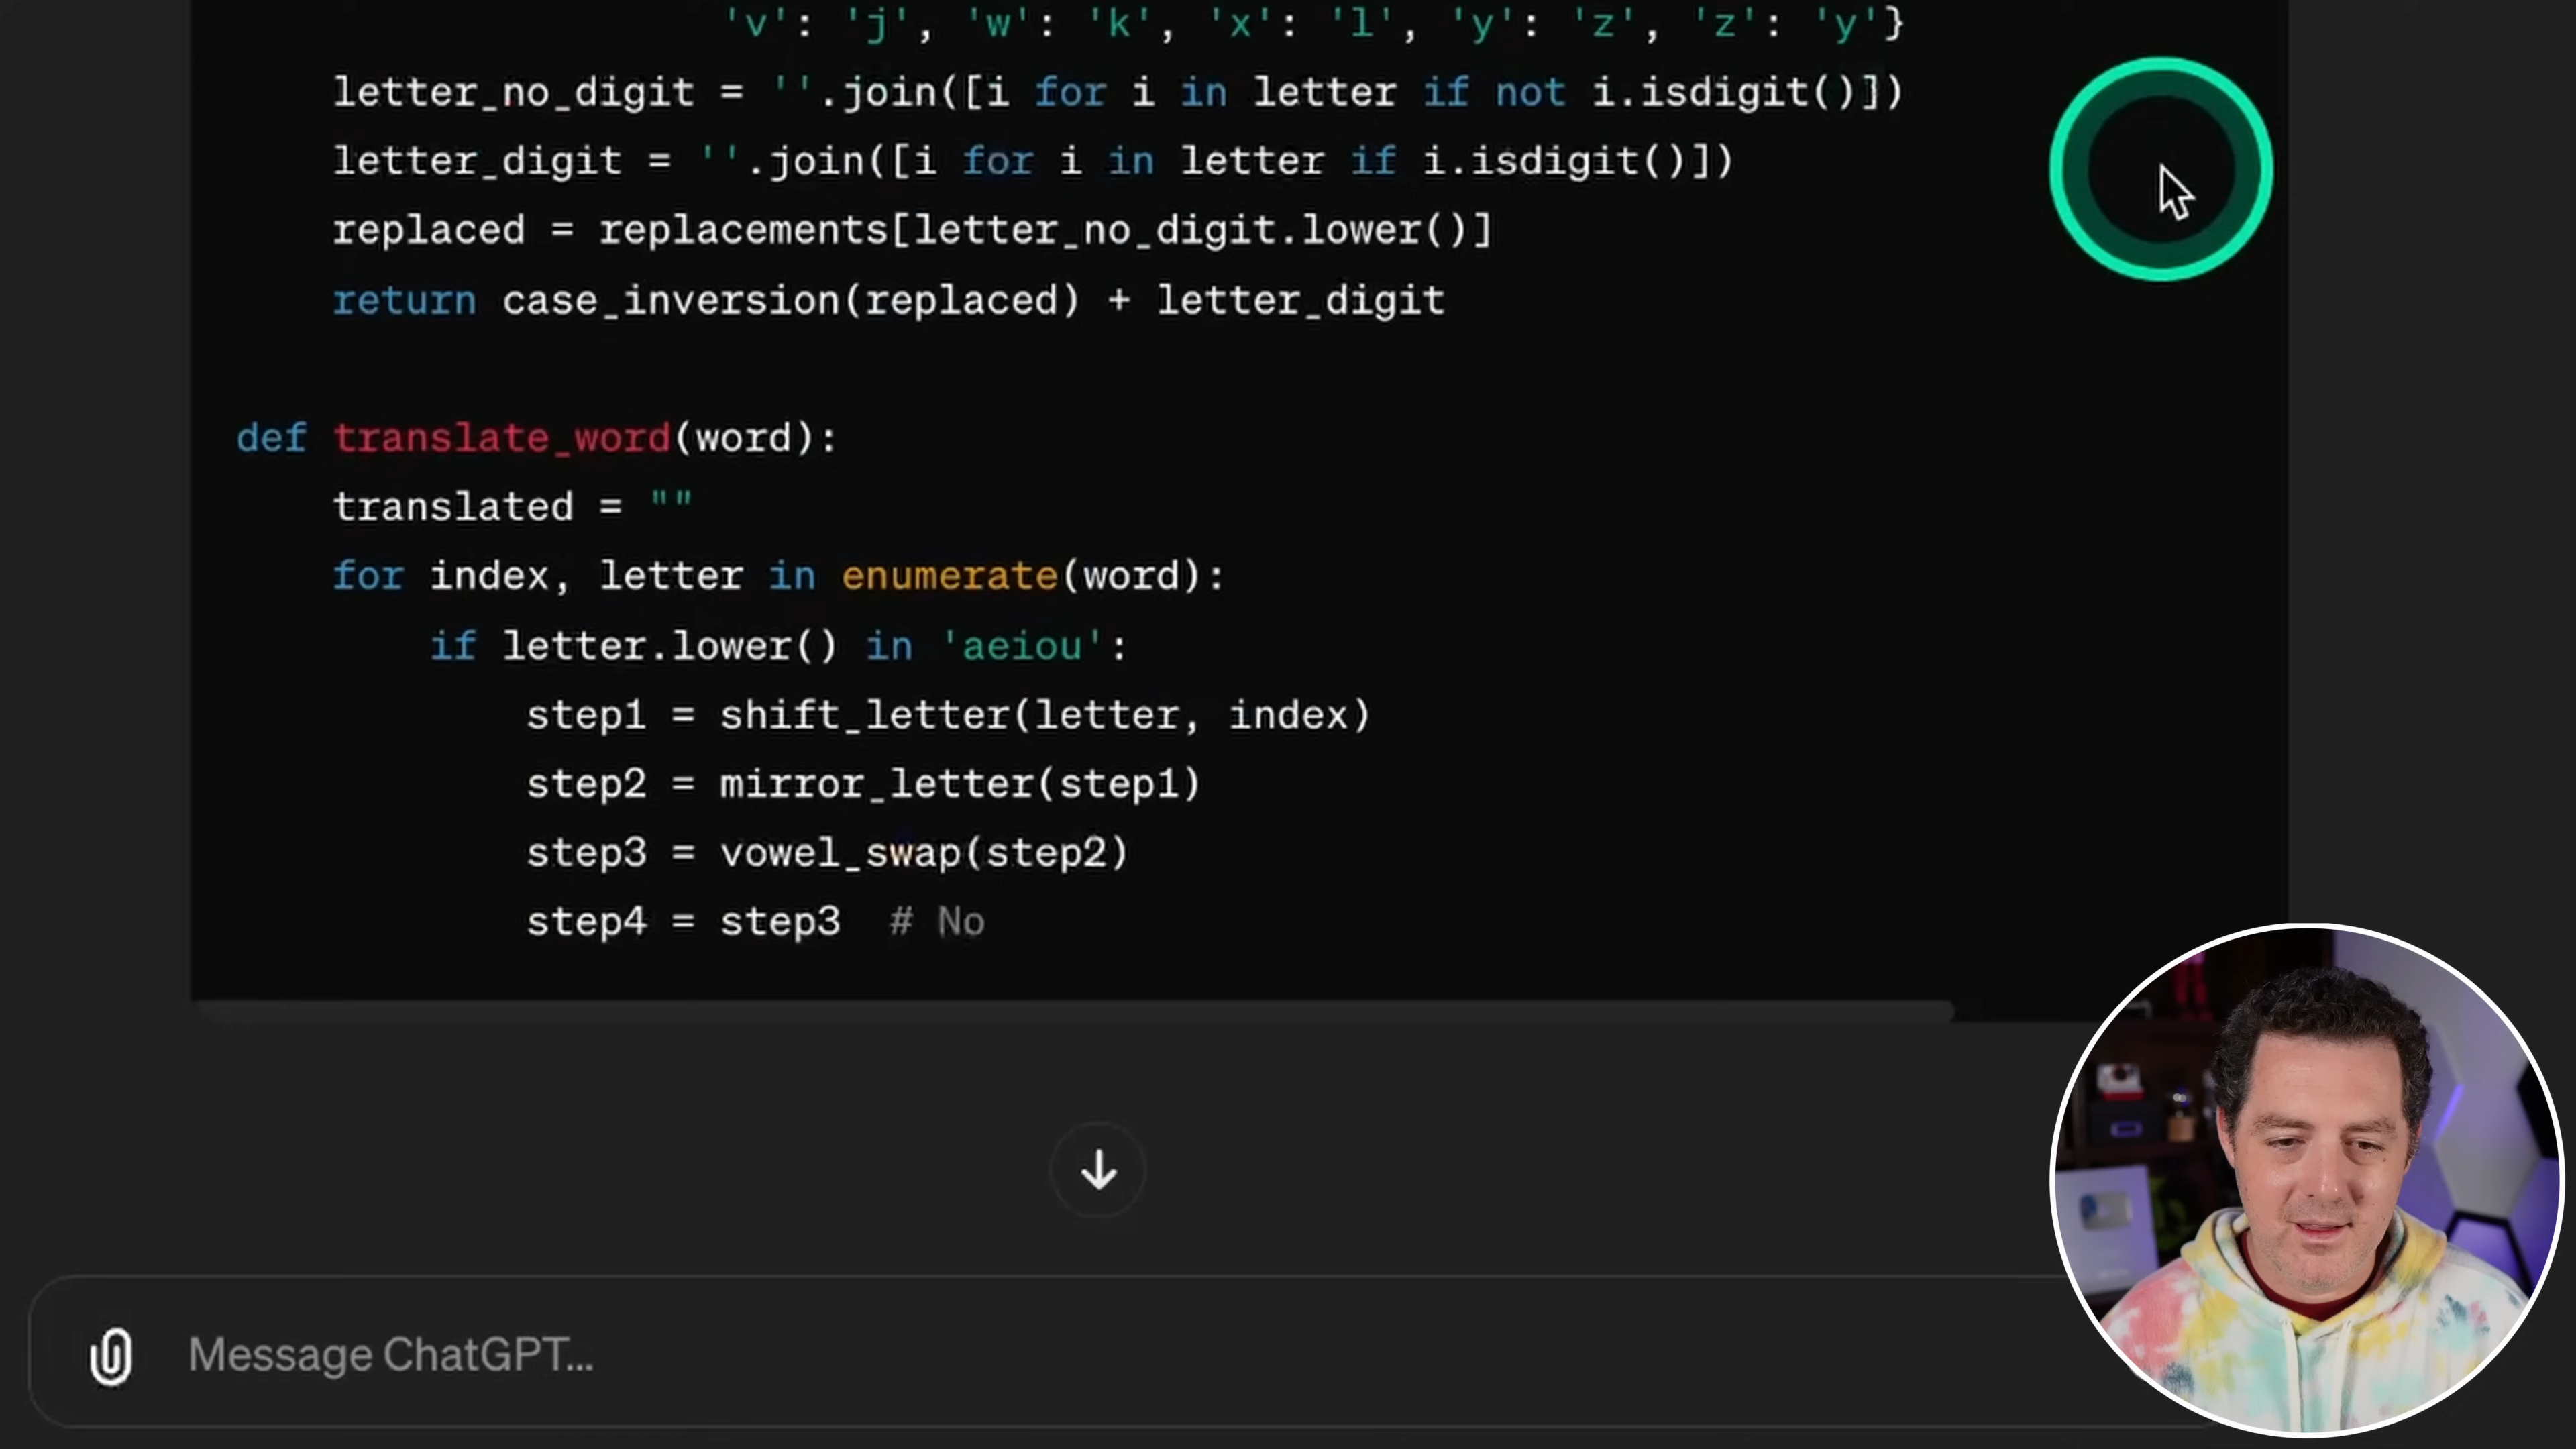 'v': 'j', 'w': 'k', 'x': 'l', 'y': 'z', 'z': 'y'}
letter_no_digit = ''.join([i for i in letter if not i.isdigit()])
letter_digit = ''.join([i for i in letter if i.isdigit()])
replaced = replacements[letter_no_digit.lower()]
return case_inversion(replaced) + letter_digit
def translate_word(word):
translated = ""
for index, letter in enumerate(word):
if letter.lower() in 'aeiou':
step1 = shift_letter(letter, index)
step2 = mirror_letter(step1)
step3 = vowel_swap(step2)
step4 = step3 # No
Message ChatGPT...